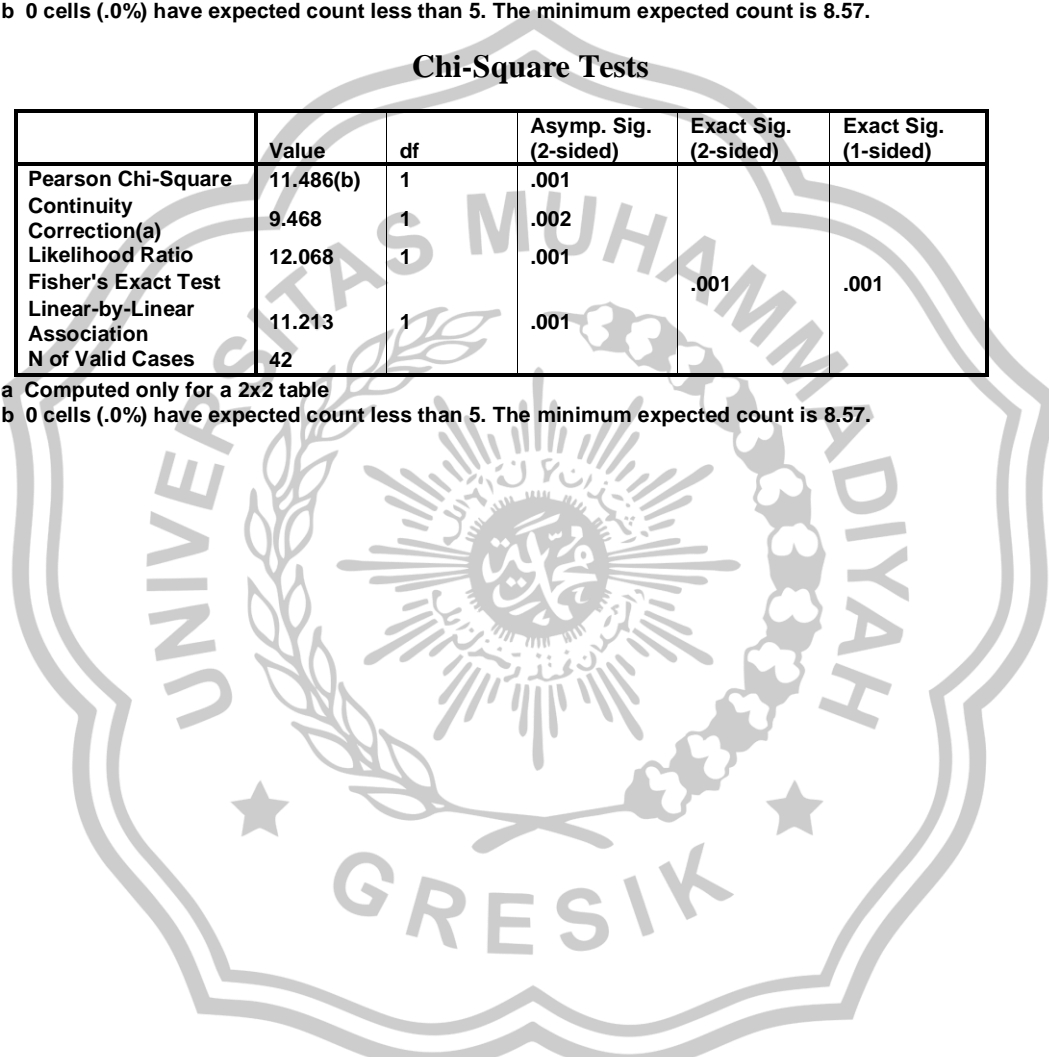 b 0 cells (.0%) have expected count less than 5. The minimum expected count is 8.57.
Chi-Square Tests
Value df Asymp. Sig. (2-sided) Exact Sig. (2-sided) Exact Sig. (1-sided)
Pearson Chi-Square 11.486(b) 1 .001
Continuity Correction(a) 9.468 1 .002
Likelihood Ratio 12.068 1 .001
Fisher's Exact Test .001 .001
Linear-by-Linear Association 11.213 1 .001
N of Valid Cases 42
a Computed only for a 2x2 table
b 0 cells (.0%) have expected count less than 5. The minimum expected count is 8.57.
UNIVERSITAS MUHAMMADIYAH
GRESIK